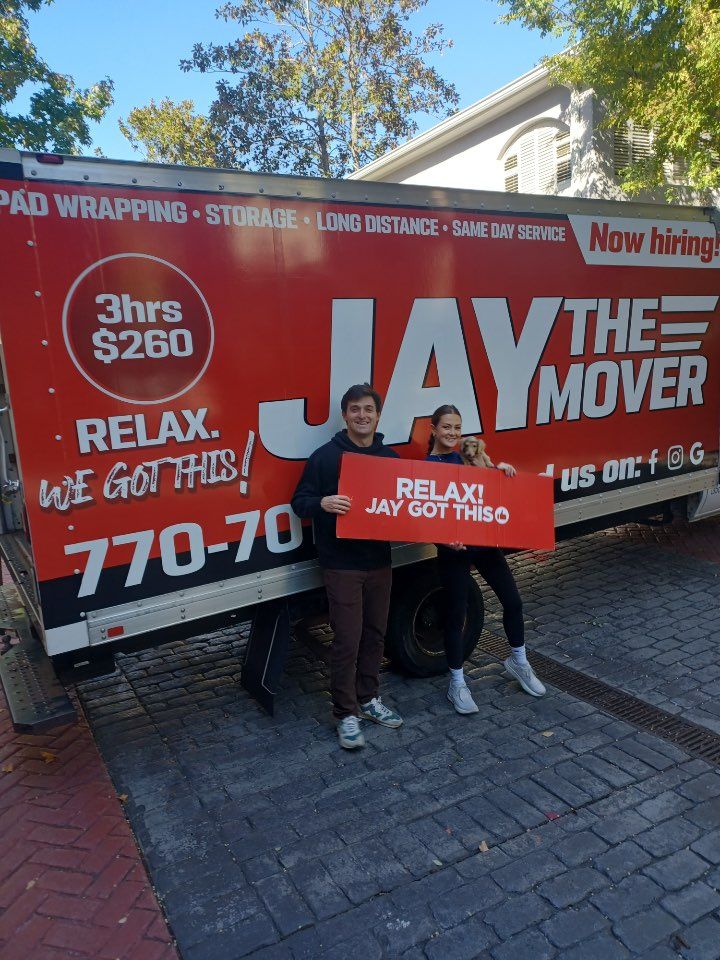 PAD WRAPPING • STORAGE • LONG DISTANCE • SAME DAY SERVICE
Now hiring!
3hrs
$260
JAY THE MOVER
RELAX.
WE GOT THIS!
us on:
770-70
RELAX!
JAY GOT THIS